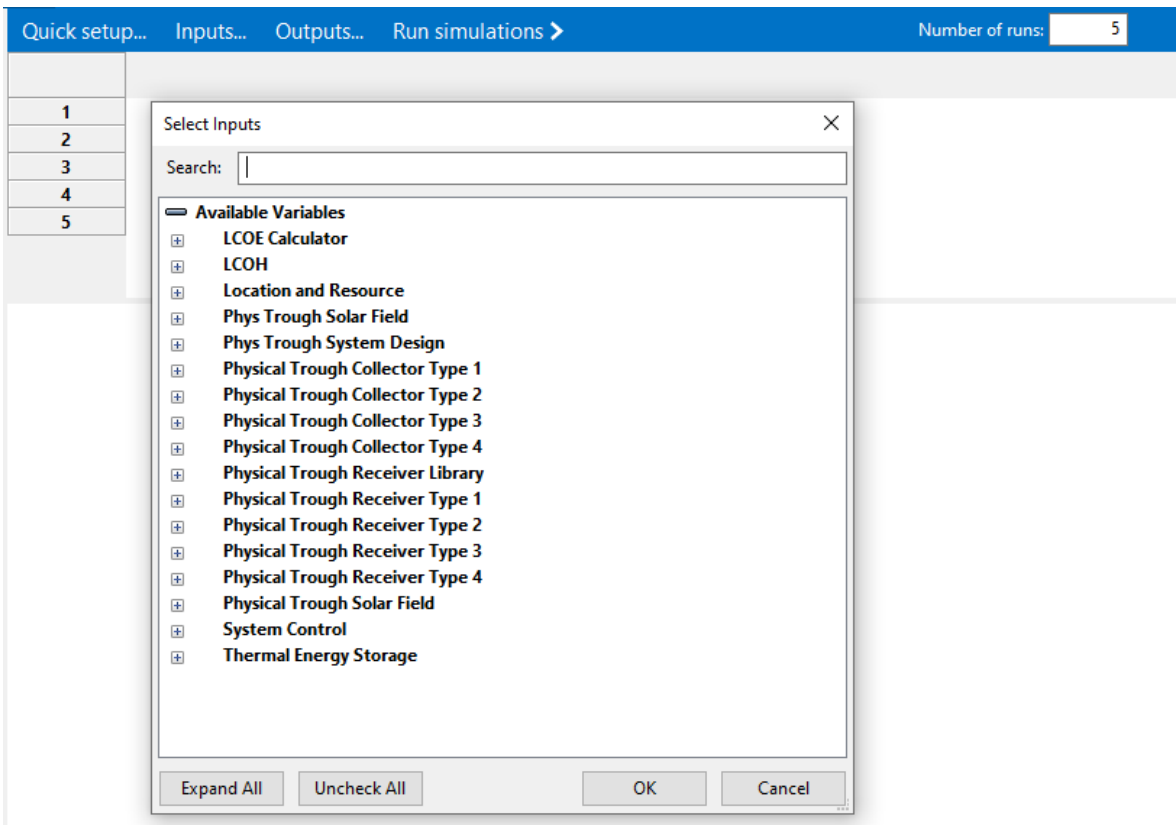 Quick setup... Inputs... Outputs... Run simulations > Number of runs: 5
1
2
3
4
5
Select Inputs
Search:
Available Variables
LCOE Calculator
LCOH
Location and Resource
Phys Trough Solar Field
Phys Trough System Design
Physical Trough Collector Type 1
Physical Trough Collector Type 2
Physical Trough Collector Type 3
Physical Trough Collector Type 4
Physical Trough Receiver Library
Physical Trough Receiver Type 1
Physical Trough Receiver Type 2
Physical Trough Receiver Type 3
Physical Trough Receiver Type 4
Physical Trough Solar Field
System Control
Thermal Energy Storage
Expand All Uncheck All OK Cancel